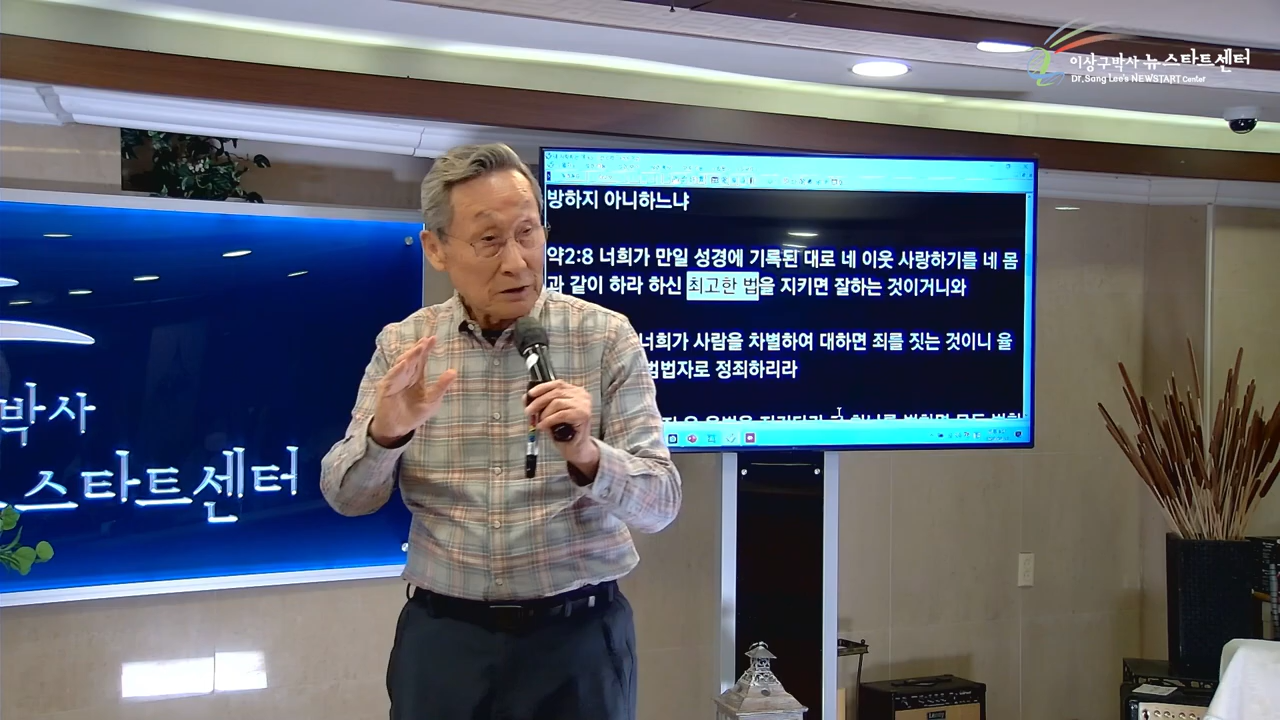 이상구박사 뉴스타트센터
Dr. Sang Lee's NEWSTART Center
방하지 아니하느냐
약2:8 너희가 만일 성경에 기록된 대로 네 이웃 사랑하기를 네 몸
과 같이 하라 하신 최고한 법을 지키면 잘하는 것이거니와
너희가 사람을 차별하여 대하면 죄를 짓는 것이니 율
범법자로 정죄하리라
박사
스타트센터